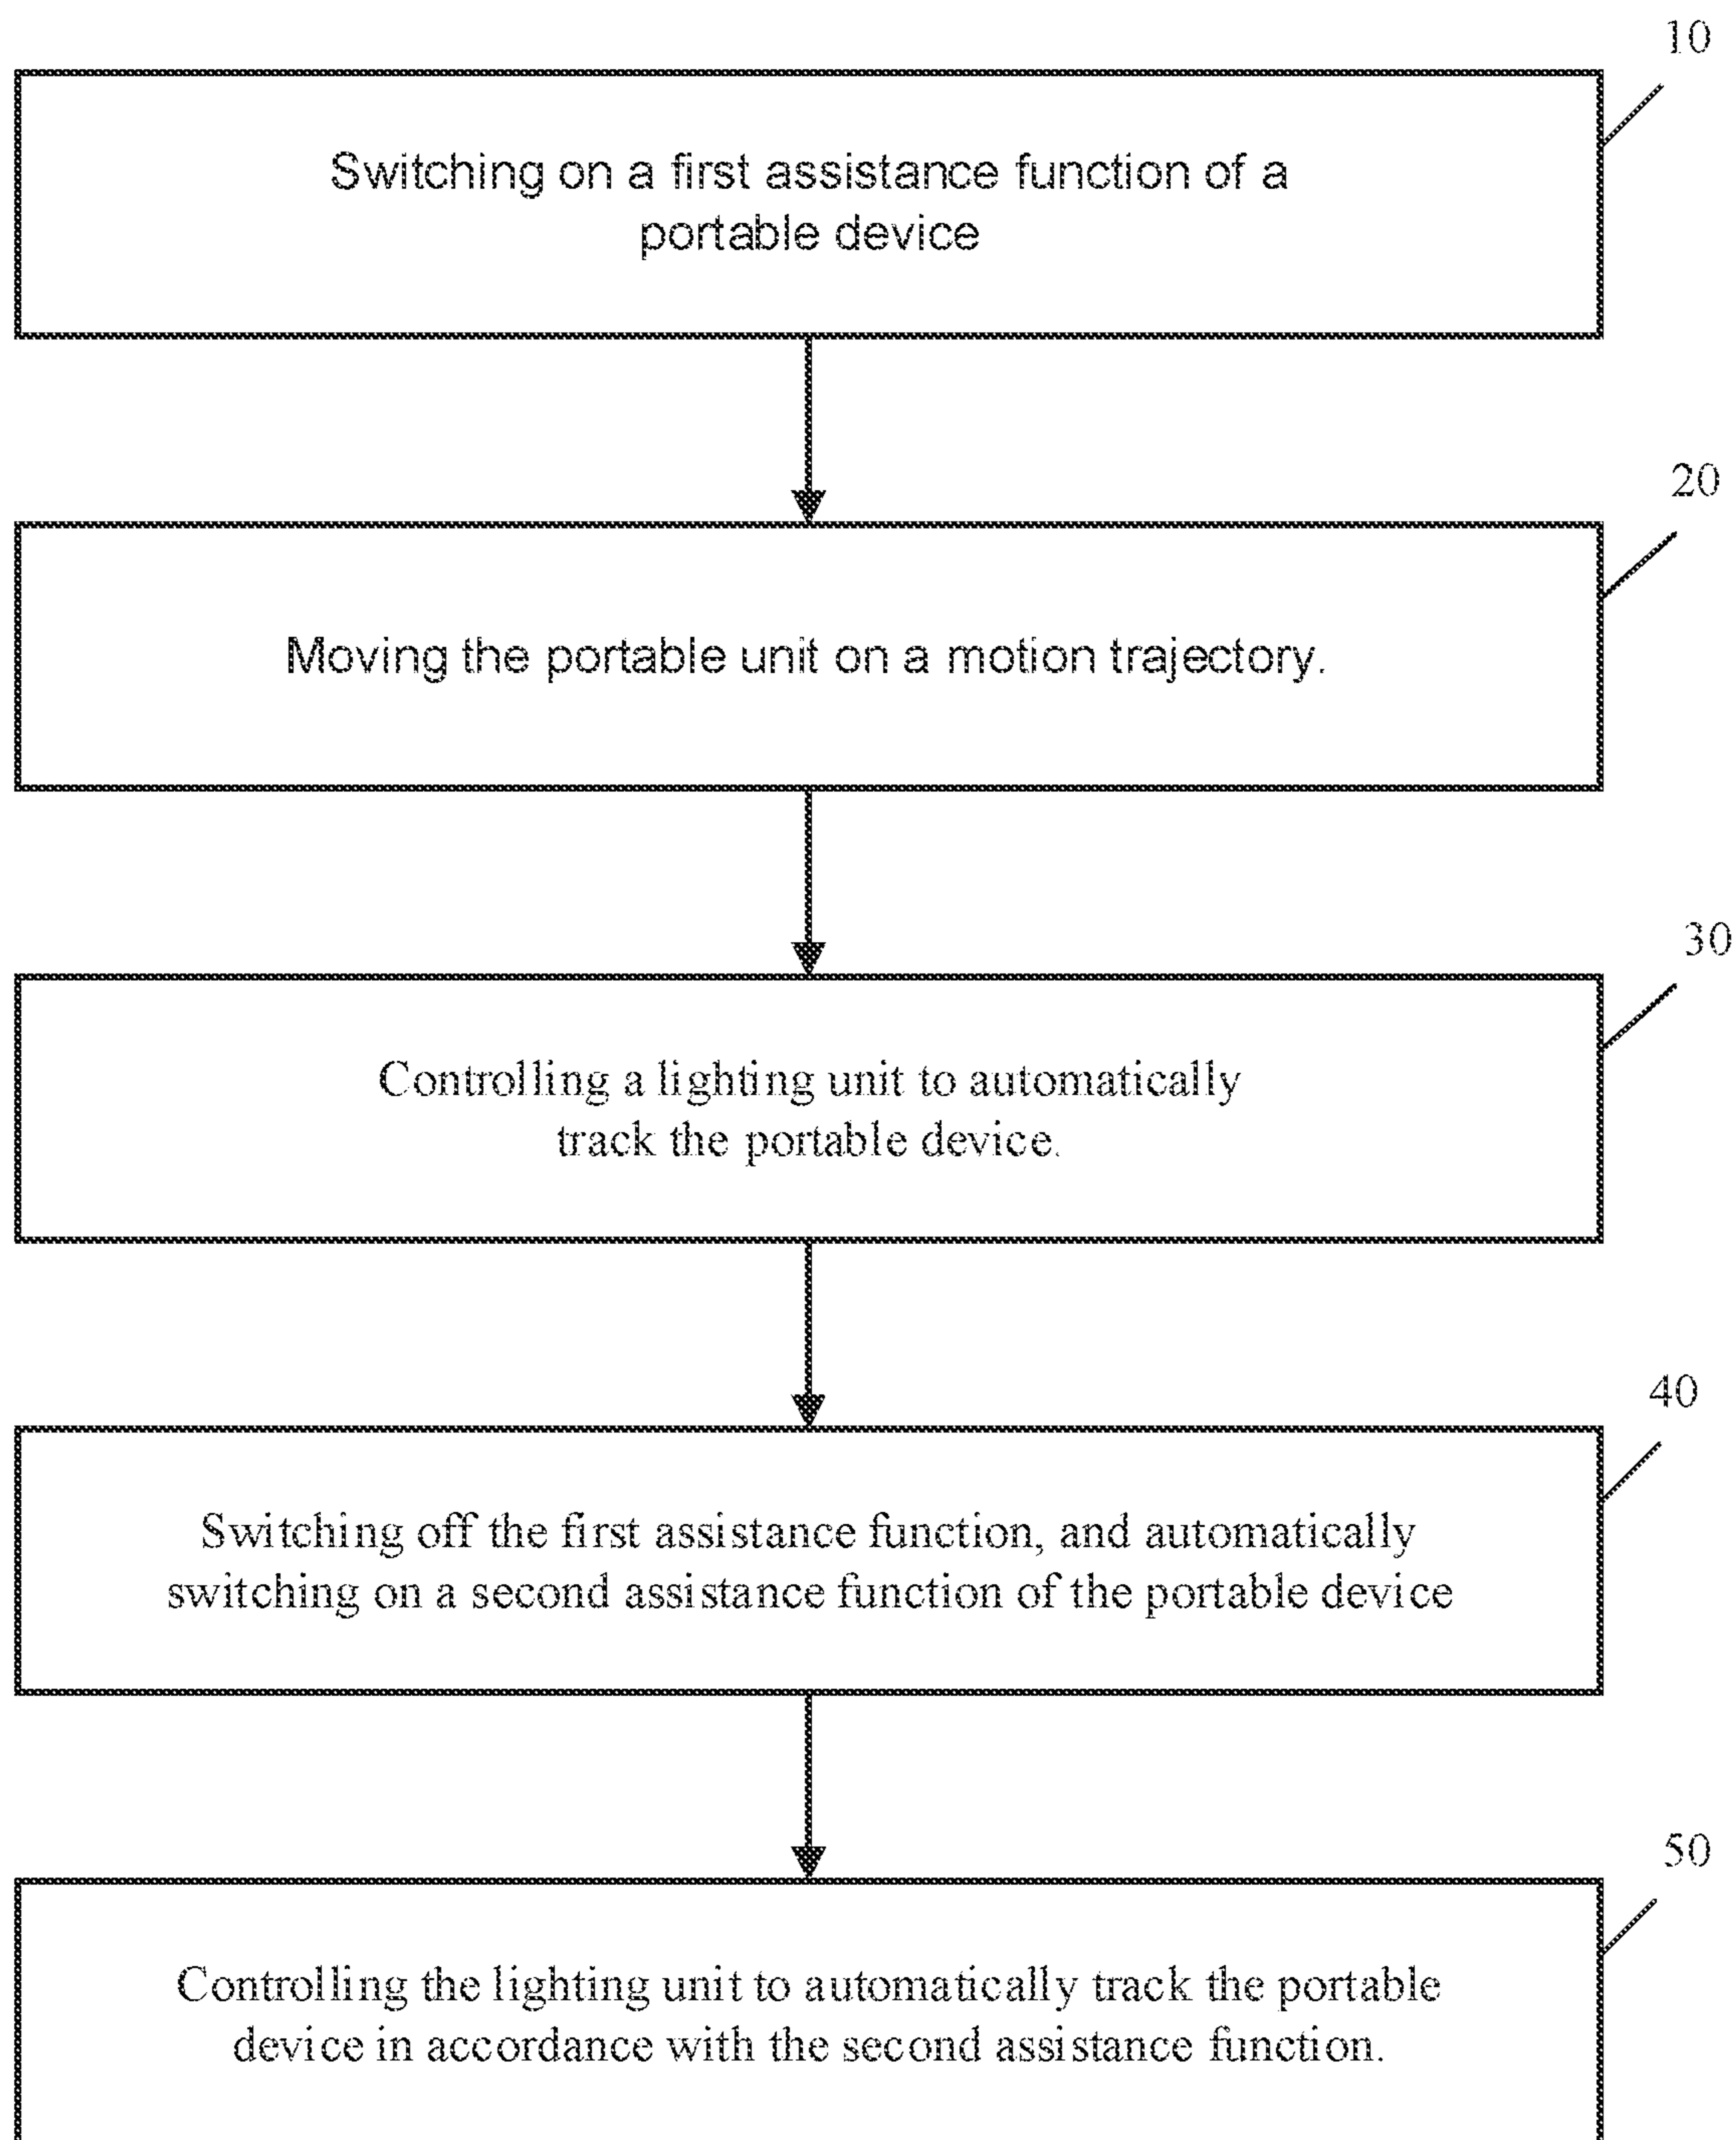 10
Switching on a first assistance function of a
portable device
20
Moving the portable unit on a motion trajectory.
30
Controlling a lighting unit to automatically
track the portable device.
40
Switching off the first assistance function, and automatically
switching on a second assistance function of the portable device
50
Controlling the lighting unit to automatically track the portable
device in accordance with the second assistance function.